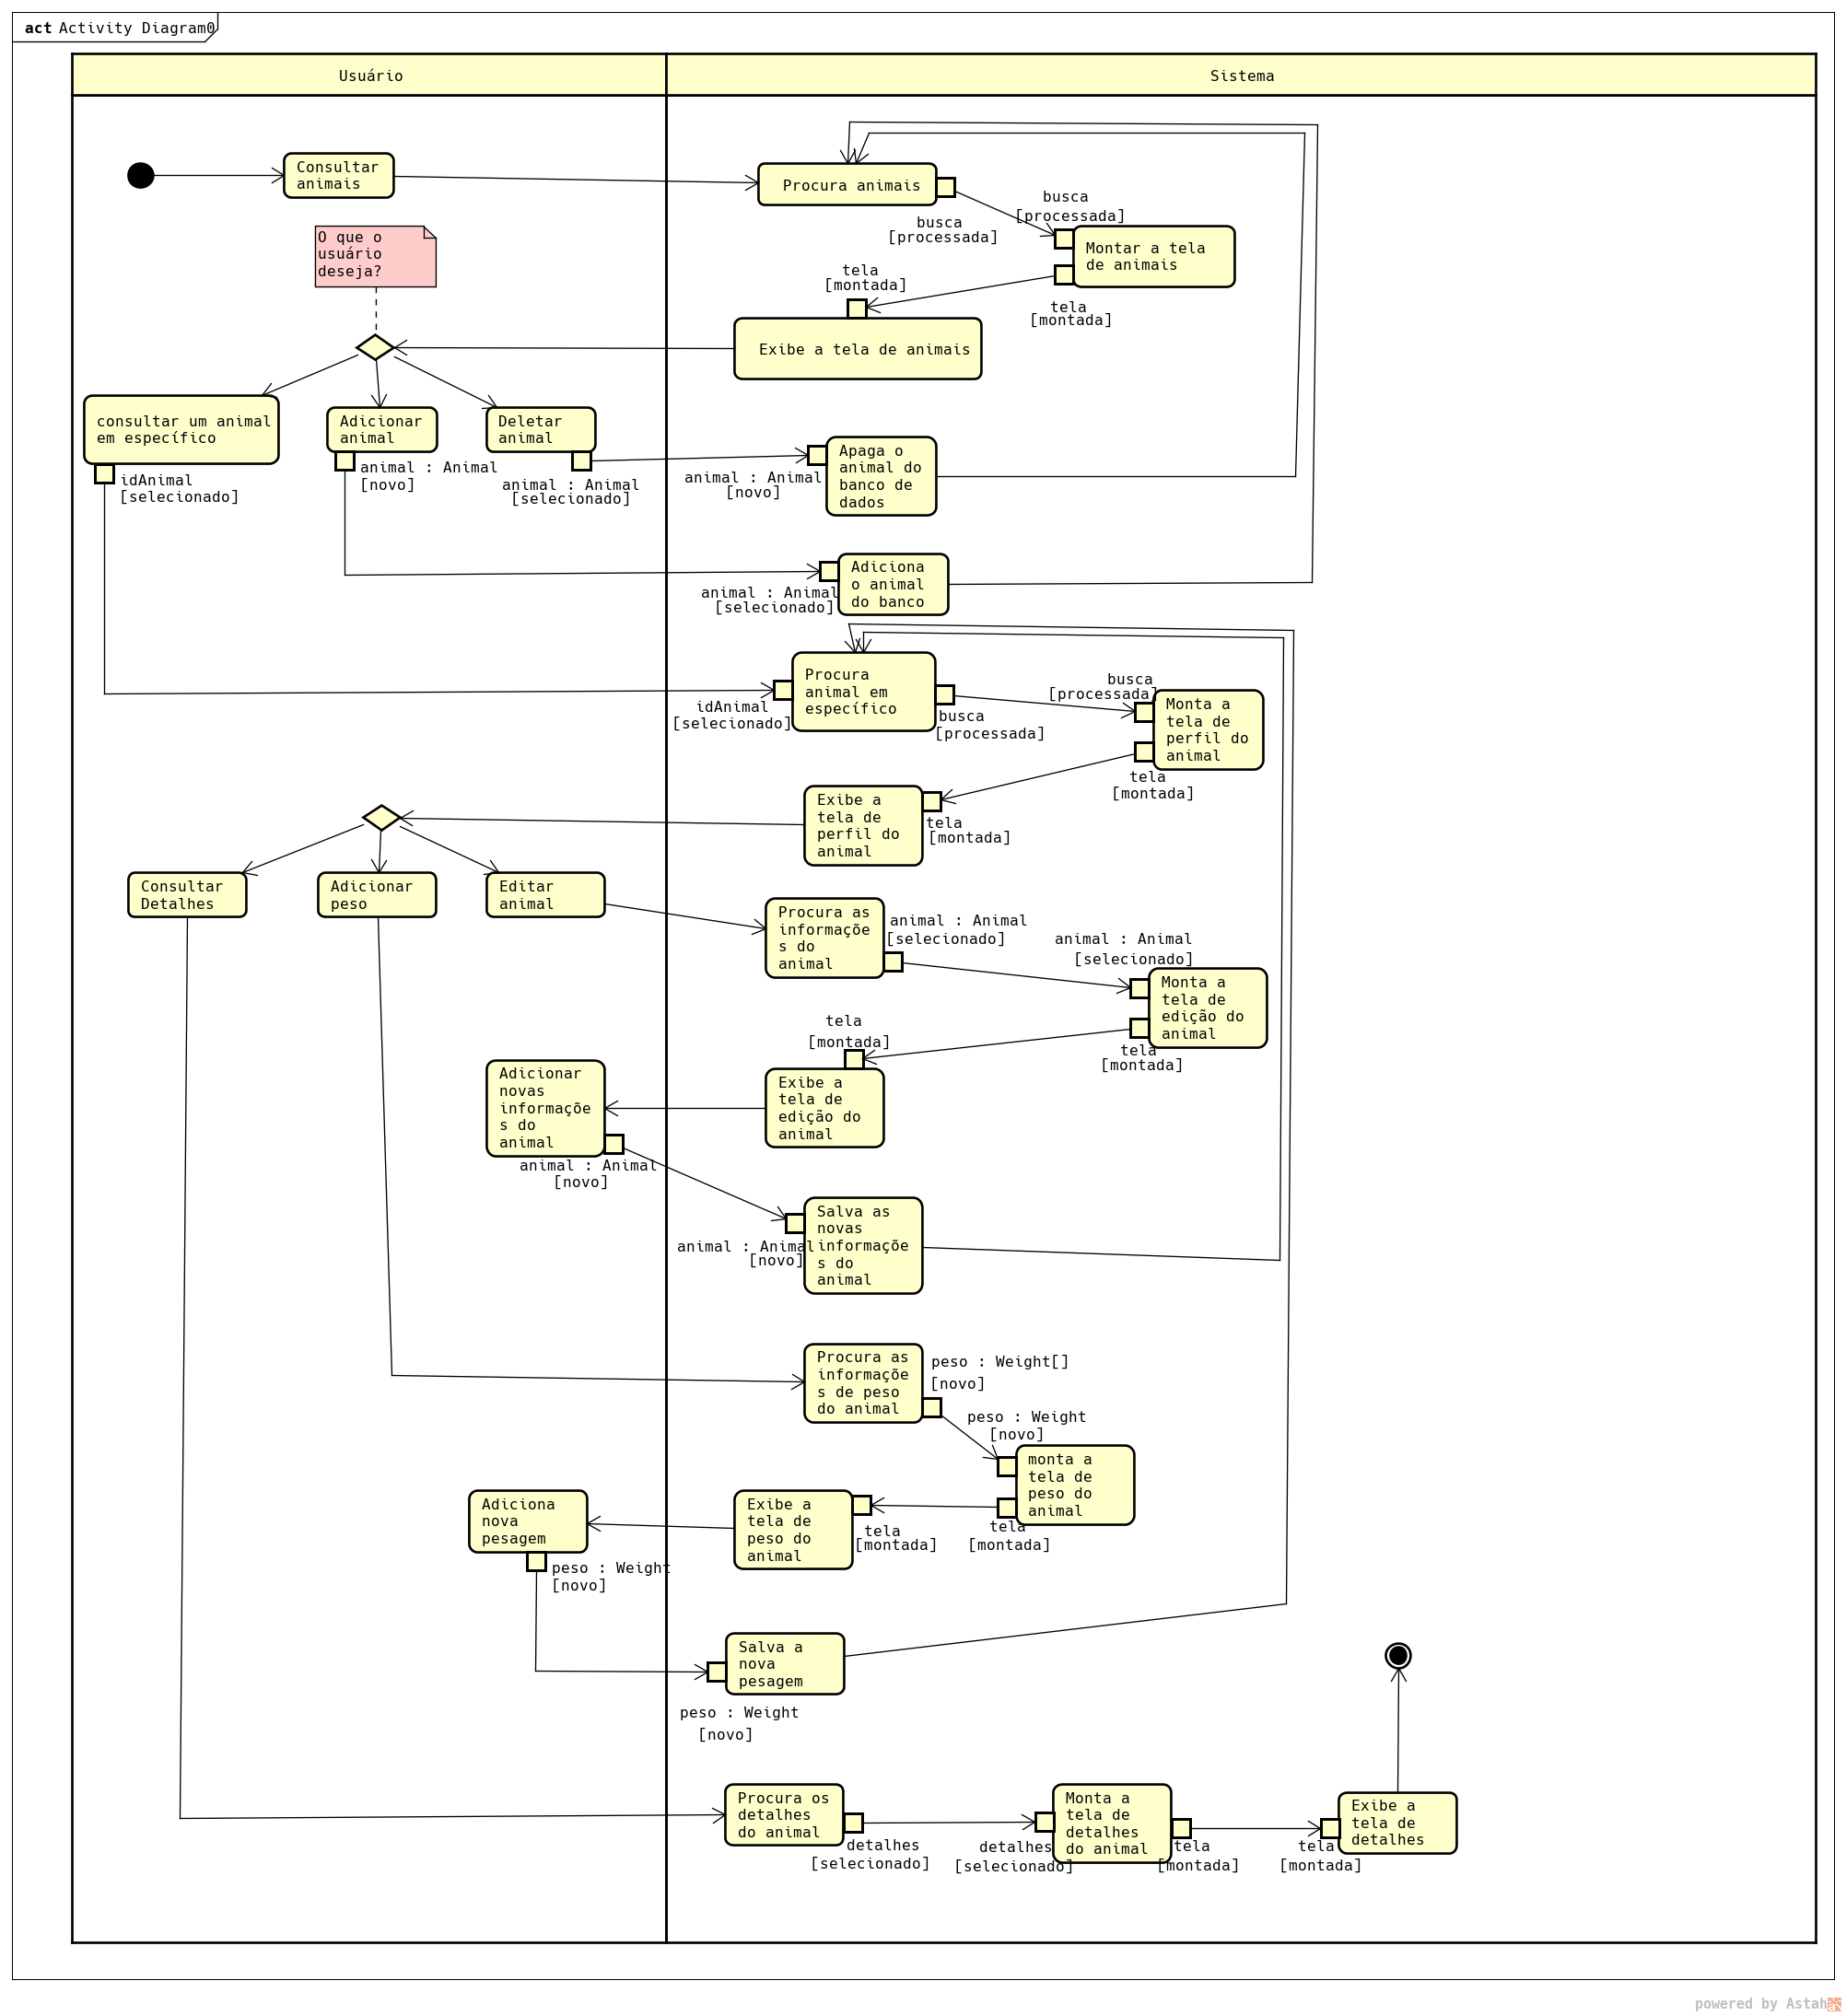 act Activity Diagram0
Usuário
Sistema
Consultar
animais
Procura animais
busca
[processada]
busca
[processada]
Montar a tela
de animais
O que o
usuário
deseja?
tela
[montada]
tela
[montada]
Exibe a tela de animais
consultar um animal
em específico
Adicionar
animal
Deletar
animal
idAnimal
[selecionado]
animal : Animal
[novo]
animal : Animal
[selecionado]
animal : Animal
[novo]
Apaga o
animal do
banco de
dados
animal : Animal
[selecionado]
Adiciona
o animal
do banco
idAnimal
[selecionado]
Procura
animal em
específico
busca
[processada]
busca
[processada]
Monta a
tela de
perfil do
animal
tela
[montada]
Exibe a
tela de
perfil do
animal
tela
[montada]
Consultar
Detalhes
Adicionar
peso
Editar
animal
Procura as
informaçõe
s do
animal
animal : Animal
[selecionado]
animal : Animal
[selecionado]
Monta a
tela de
edição do
animal
tela
[montada]
tela
[montada]
Exibe a
tela de
edição do
animal
Adicionar
novas
informaçõe
s do
animal
animal : Animal
[novo]
animal : Animal
[novo]
Salva as
novas
informaçõe
s do
animal
Procura as
informaçõe
s de peso
do animal
peso : Weight[]
[novo]
peso : Weight
[novo]
monta a
tela de
peso do
animal
tela
[montada]
Exibe a
tela de
peso do
animal
tela
[montada]
Adiciona
nova
pesagem
peso : Weight
[novo]
Salva a
nova
pesagem
peso : Weight
[novo]
Procura os
detalhes
do animal
detalhes
[selecionado]
detalhes
[selecionado]
Monta a
tela de
detalhes
do animal
tela
[montada]
tela
[montada]
Exibe a
tela de
detalhes
powered by Astah